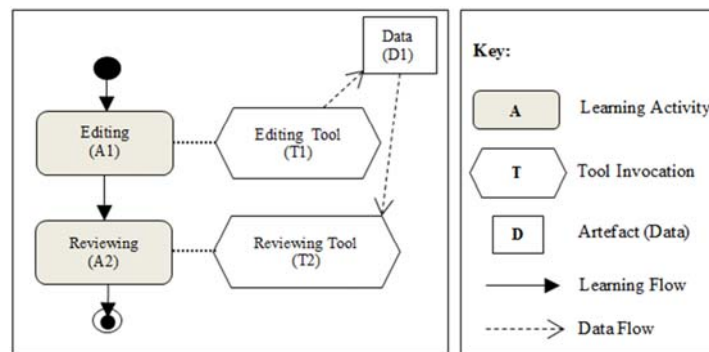 Data
(D1)
Editing
(A1)
Editing Tool
(T1)
Reviewing
(A2)
Reviewing Tool
(T2)
Key:
A
Learning Activity
T
Tool Invocation
D
Artefact (Data)
Learning Flow
Data Flow